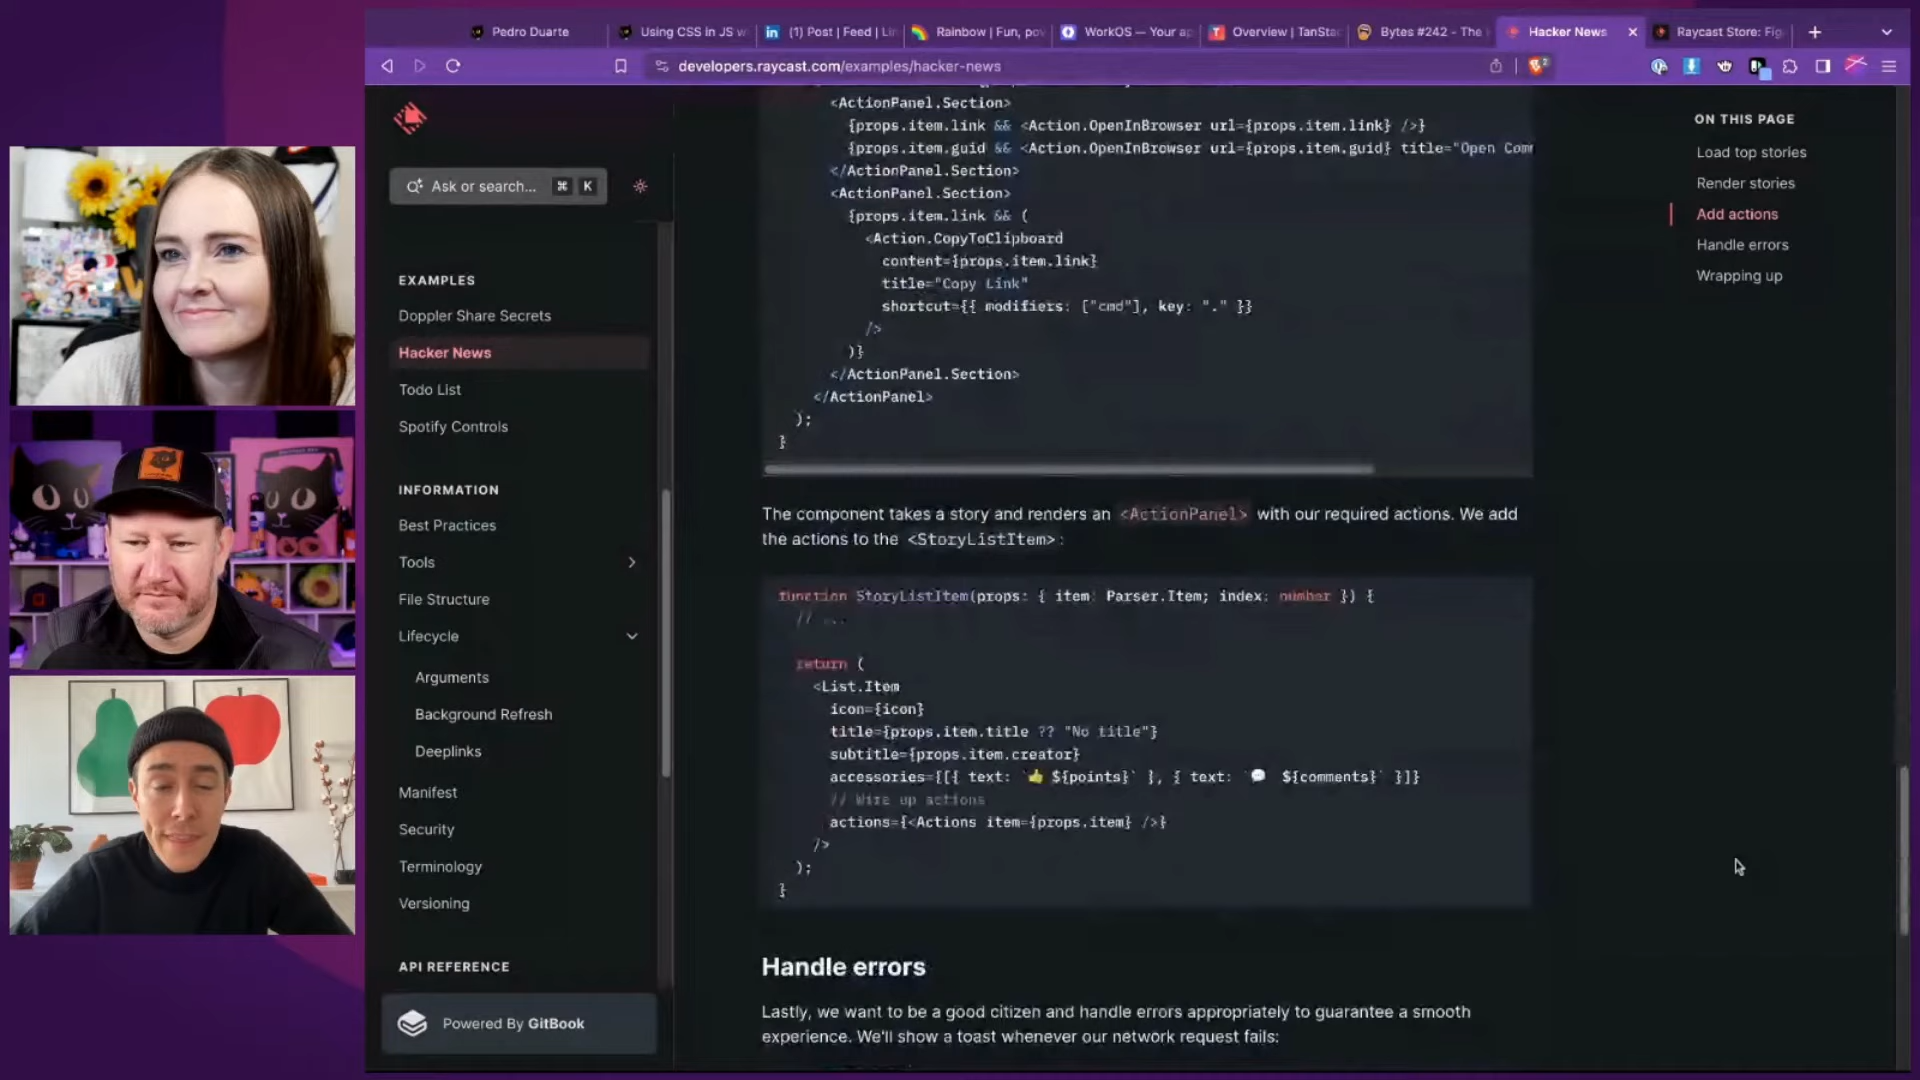 Pedro Duarte
Using CSS in JS w
(1) Post | Feed | Lin
Rainbow | Fun, pow
WorkOS — Your ap
Overview | TanStac
Bytes #242 - The
Hacker News
Raycast Store: Fig
developers.raycast.com/examples/hacker-news
Ask or search... ⌘ K
EXAMPLES
Doppler Share Secrets
Hacker News
Todo List
Spotify Controls
INFORMATION
Best Practices
Tools
File Structure
Lifecycle
Arguments
Background Refresh
Deeplinks
Manifest
Security
Terminology
Versioning
API REFERENCE
Powered By GitBook
<ActionPanel.Section>
{props.item.link && <Action.OpenInBrowser url={props.item.link} />}
{props.item.guid && <Action.OpenInBrowser url={props.item.guid} title="Open Comm
</ActionPanel.Section>
<ActionPanel.Section>
{props.item.link && (
<Action.CopyToClipboard
content={props.item.link}
title="Copy Link"
shortcut={{ modifiers: ["cmd"], key: "." }}
/>
)}
</ActionPanel.Section>
</ActionPanel>
);
}
The component takes a story and renders an <ActionPanel> with our required actions. We add
the actions to the <StoryListItem>:
function StoryListItem(props: { item: Parser.Item; index: number }) {
// ...
return (
<List.Item
icon={icon}
title={props.item.title ?? "No title"}
subtitle={props.item.creator}
accessories={[{ text: `👍 ${points}` }, { text: `💬 ${comments}` }]}
// Wire up actions
actions={<Actions item={props.item} />}
/>
);
}
Handle errors
Lastly, we want to be a good citizen and handle errors appropriately to guarantee a smooth
experience. We'll show a toast whenever our network request fails:
ON THIS PAGE
Load top stories
Render stories
Add actions
Handle errors
Wrapping up